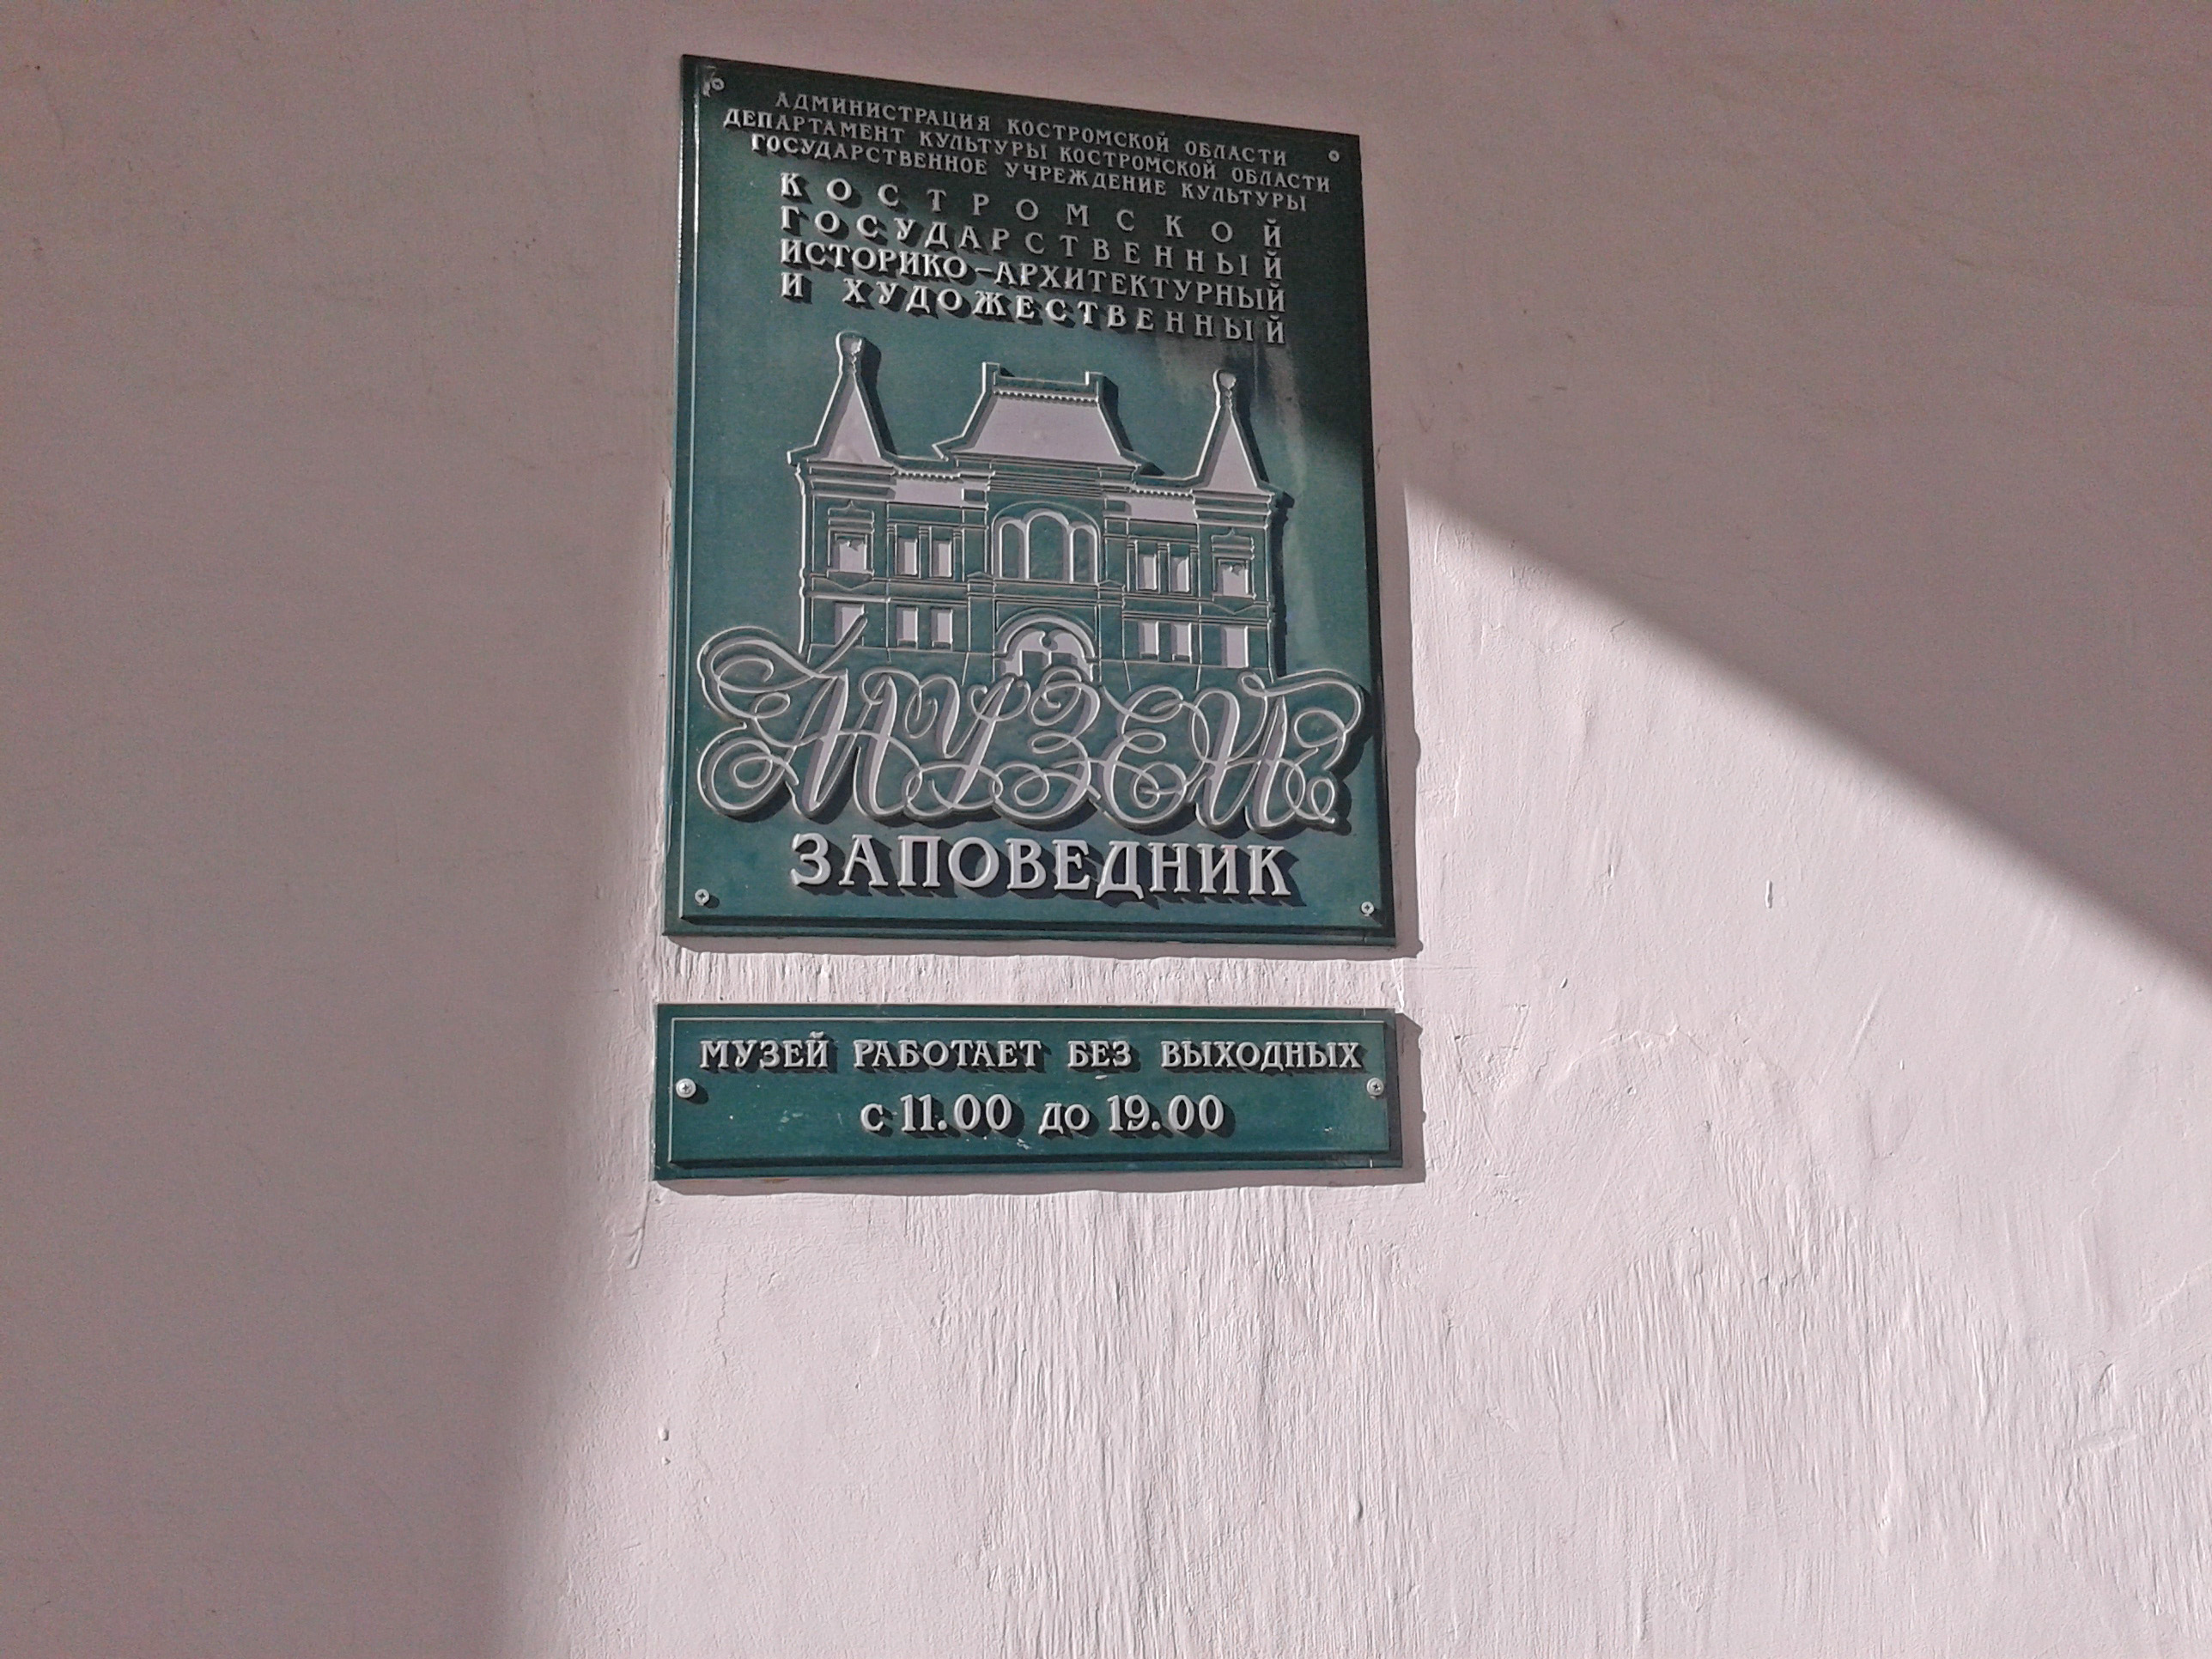 АДМИНИСТРАЦИЯ КОСТРОМСКОЙ ОБЛАСТИ
ДЕПАРТАМЕНТ КУЛЬТУРЫ КОСТРОМСКОЙ ОБЛАСТИ
ГОСУДАРСТВЕННОЕ УЧРЕЖДЕНИЕ КУЛЬТУРЫ
КОСТРОМСКОЙ
ГОСУДАРСТВЕННЫЙ
ИСТОРИКО-АРХИТЕКТУРНЫЙ
И ХУДОЖЕСТВЕННЫЙ
МУЗЕЙ
ЗАПОВЕДНИК
МУЗЕЙ РАБОТАЕТ БЕЗ ВЫХОДНЫХ
с 11.00 до 19.00